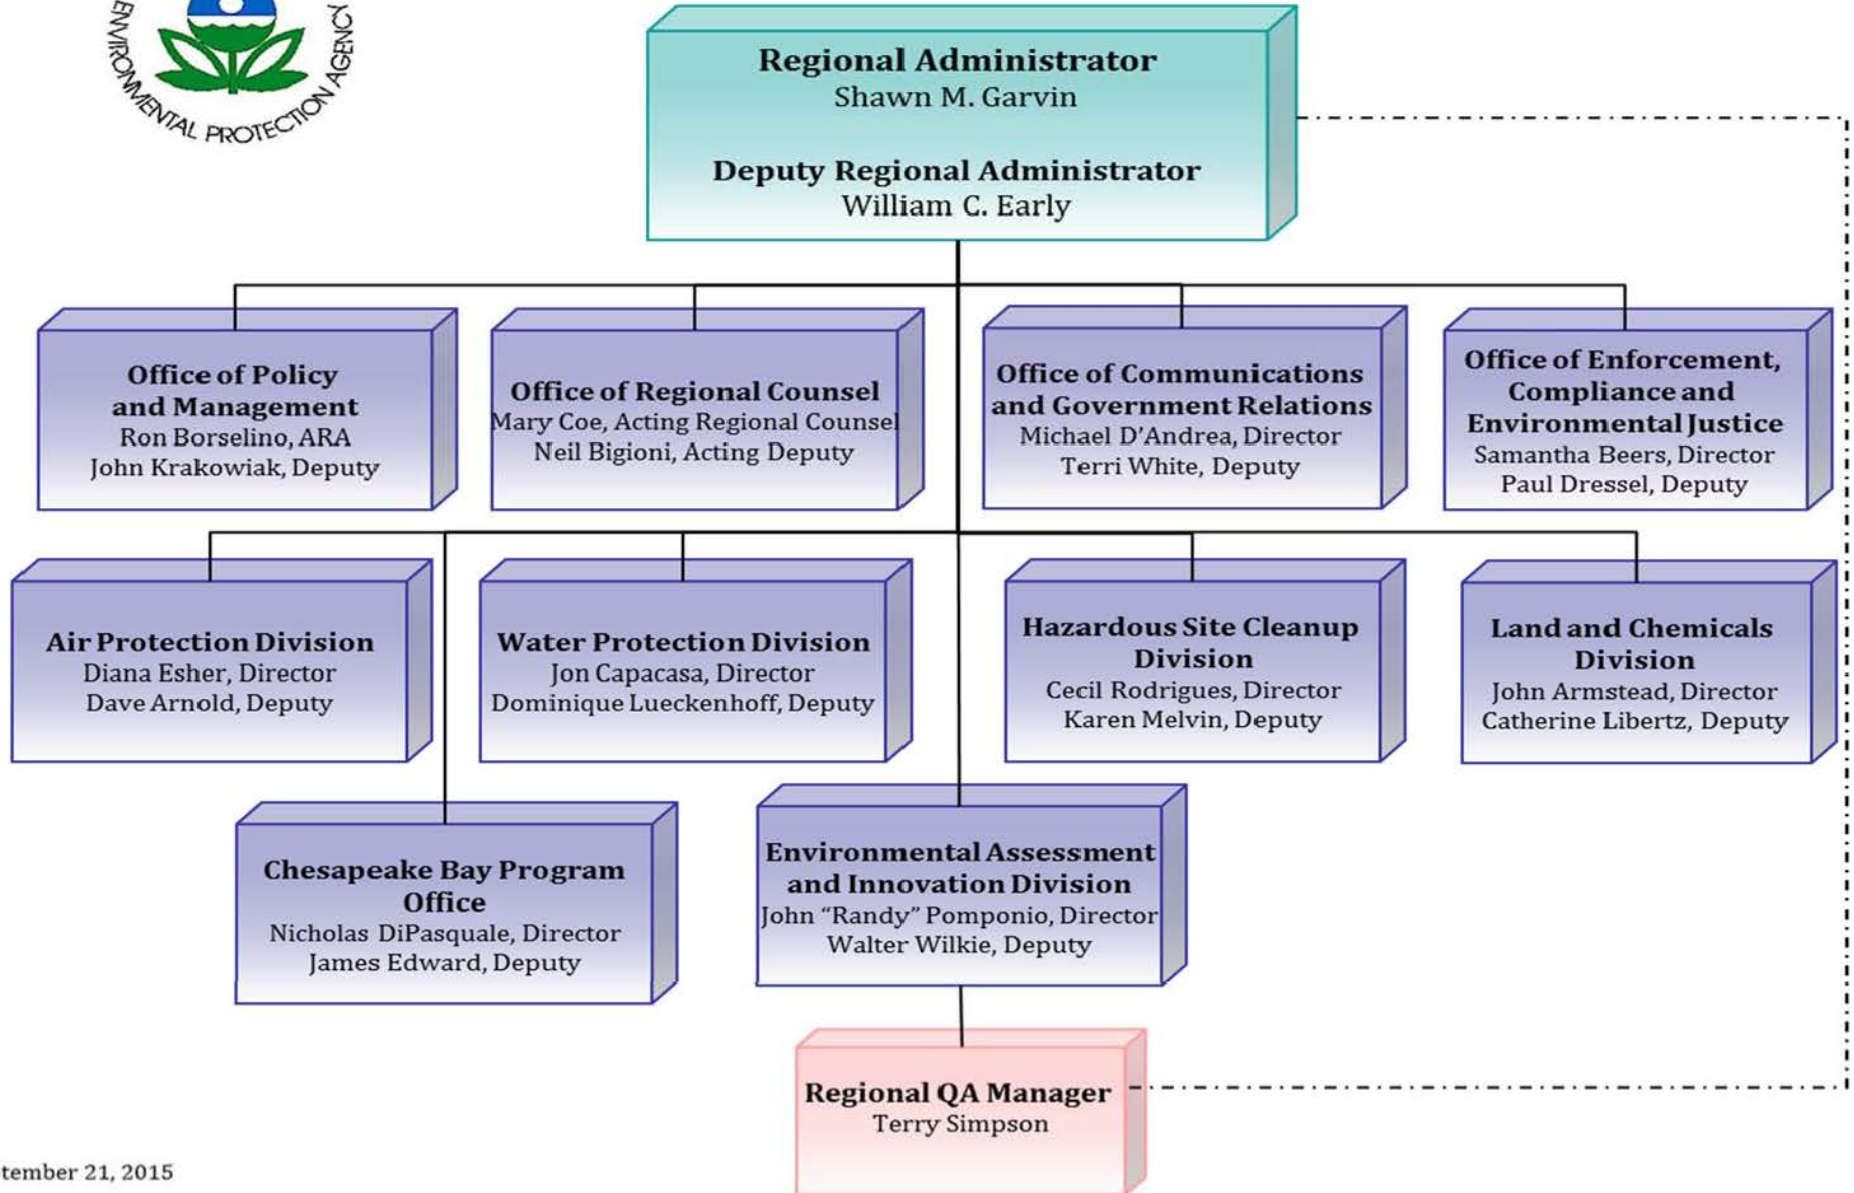 ENVIRONMENTAL PROTECTION AGENCY
Regional Administrator
Shawn M. Garvin
Deputy Regional Administrator
William C. Early
Office of Policy
and Management
Ron Borselino, ARA
John Krakowiak, Deputy
Office of Regional Counsel
Mary Coe, Acting Regional Counsel
Neil Bigioni, Acting Deputy
Office of Communications
and Government Relations
Michael D’Andrea, Director
Terri White, Deputy
Office of Enforcement,
Compliance and
Environmental Justice
Samantha Beers, Director
Paul Dressel, Deputy
Air Protection Division
Diana Esher, Director
Dave Arnold, Deputy
Water Protection Division
Jon Capacasa, Director
Dominique Lueckenhoff, Deputy
Hazardous Site Cleanup
Division
Cecil Rodrigues, Director
Karen Melvin, Deputy
Land and Chemicals
Division
John Armstead, Director
Catherine Libertz, Deputy
Chesapeake Bay Program
Office
Nicholas DiPasquale, Director
James Edward, Deputy
Environmental Assessment
and Innovation Division
John “Randy” Pomponio, Director
Walter Wilkie, Deputy
Regional QA Manager
Terry Simpson
tember 21, 2015